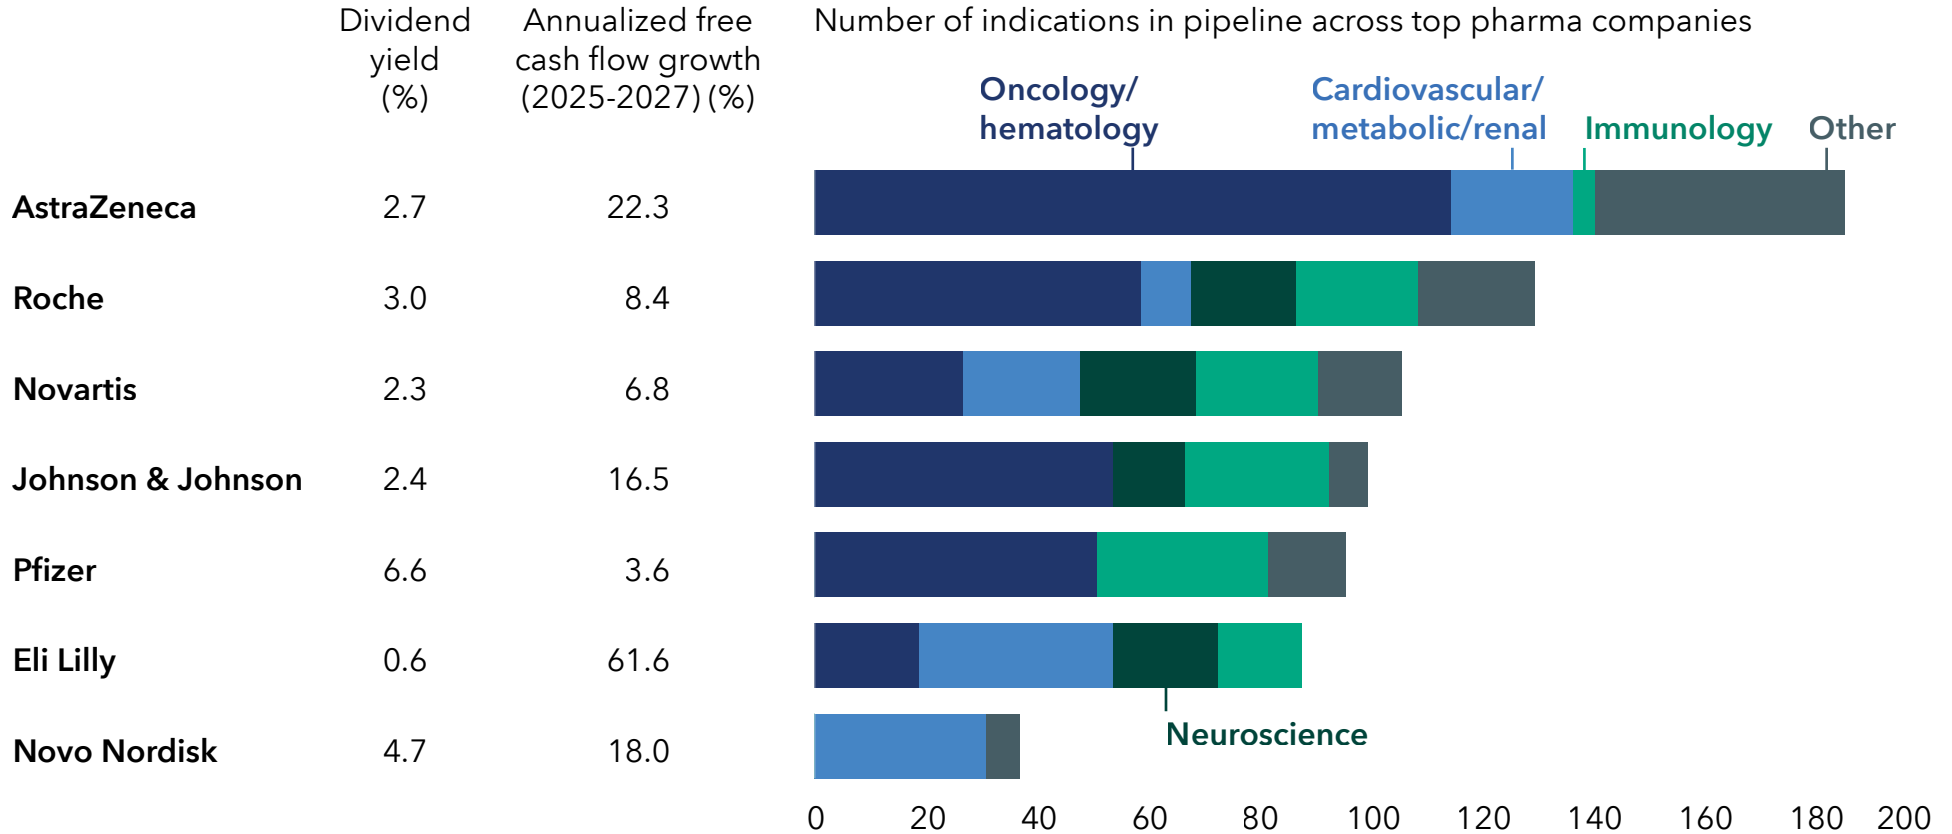 Dividend
yield
(%)
Annualized free
cash flow growth
(2025-2027) (%)
Number of indications in pipeline across top pharma companies
Oncology/
hematology
Cardiovascular/
metabolic/renal
Immunology
Other
AstraZeneca 2.7 22.3
Roche 3.0 8.4
Novartis 2.3 6.8
Johnson & Johnson 2.4 16.5
Pfizer 6.6 3.6
Eli Lilly 0.6 61.6
Neuroscience
Novo Nordisk 4.7 18.0
0 20 40 60 80 100 120 140 160 180 200